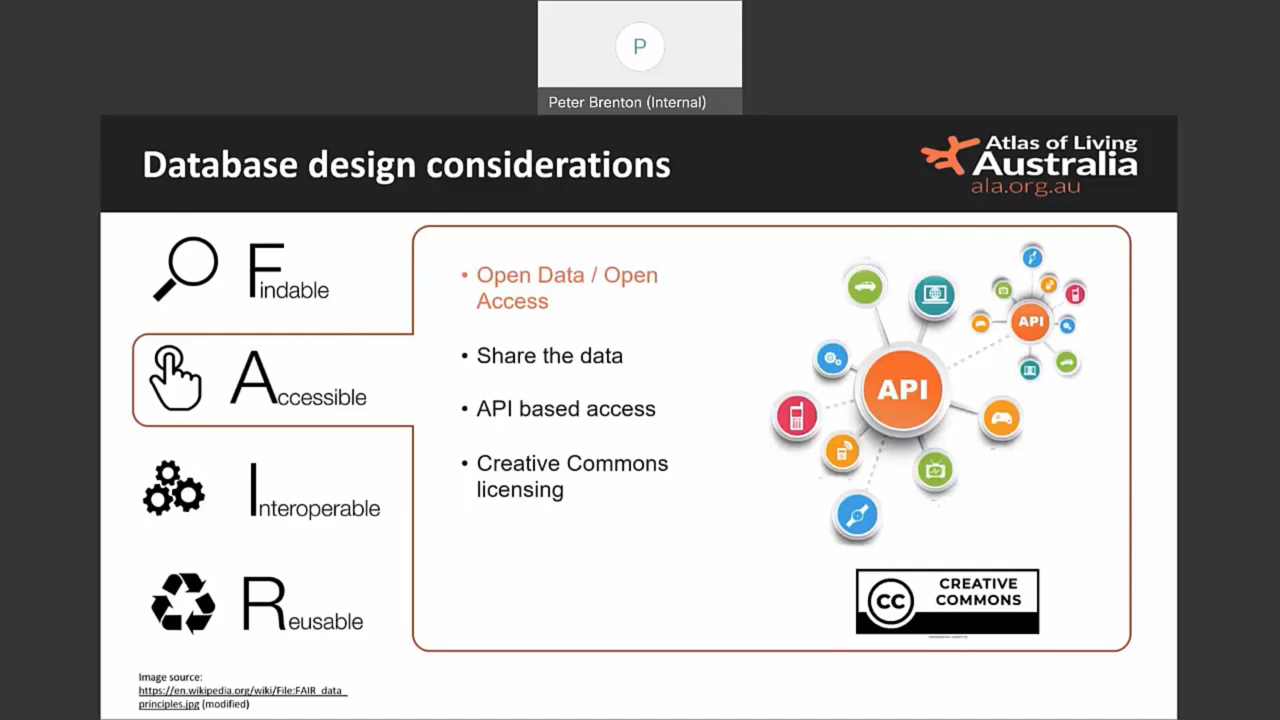 P
Peter Brenton (Internal)
Database design considerations
Atlas of Living
Australia
ala.org.au
Findable
Accessible
Interoperable
Reusable
• Open Data / Open
Access
• Share the data
• API based access
• Creative Commons
licensing
API
API
CC
CREATIVE
COMMONS
Image source:
https://en.wikipedia.org/wiki/File:FAIR_data_
principles.jpg (modified)